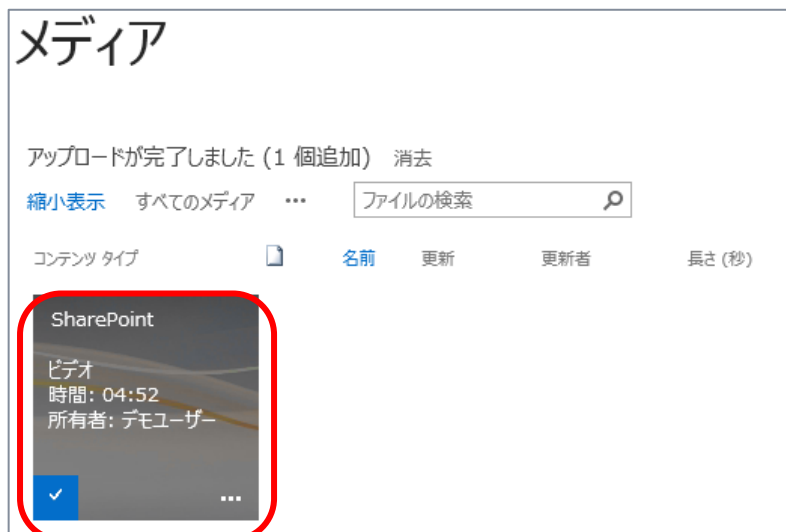 メディア
アップロードが完了しました (1 個追加) 消去
縮小表示 すべてのメディア ••• ファイルの検索
コンテンツ タイプ 名前 更新 更新者 長さ (秒)
SharePoint
ビデオ
時間: 04:52
所有者: デモユーザー
...